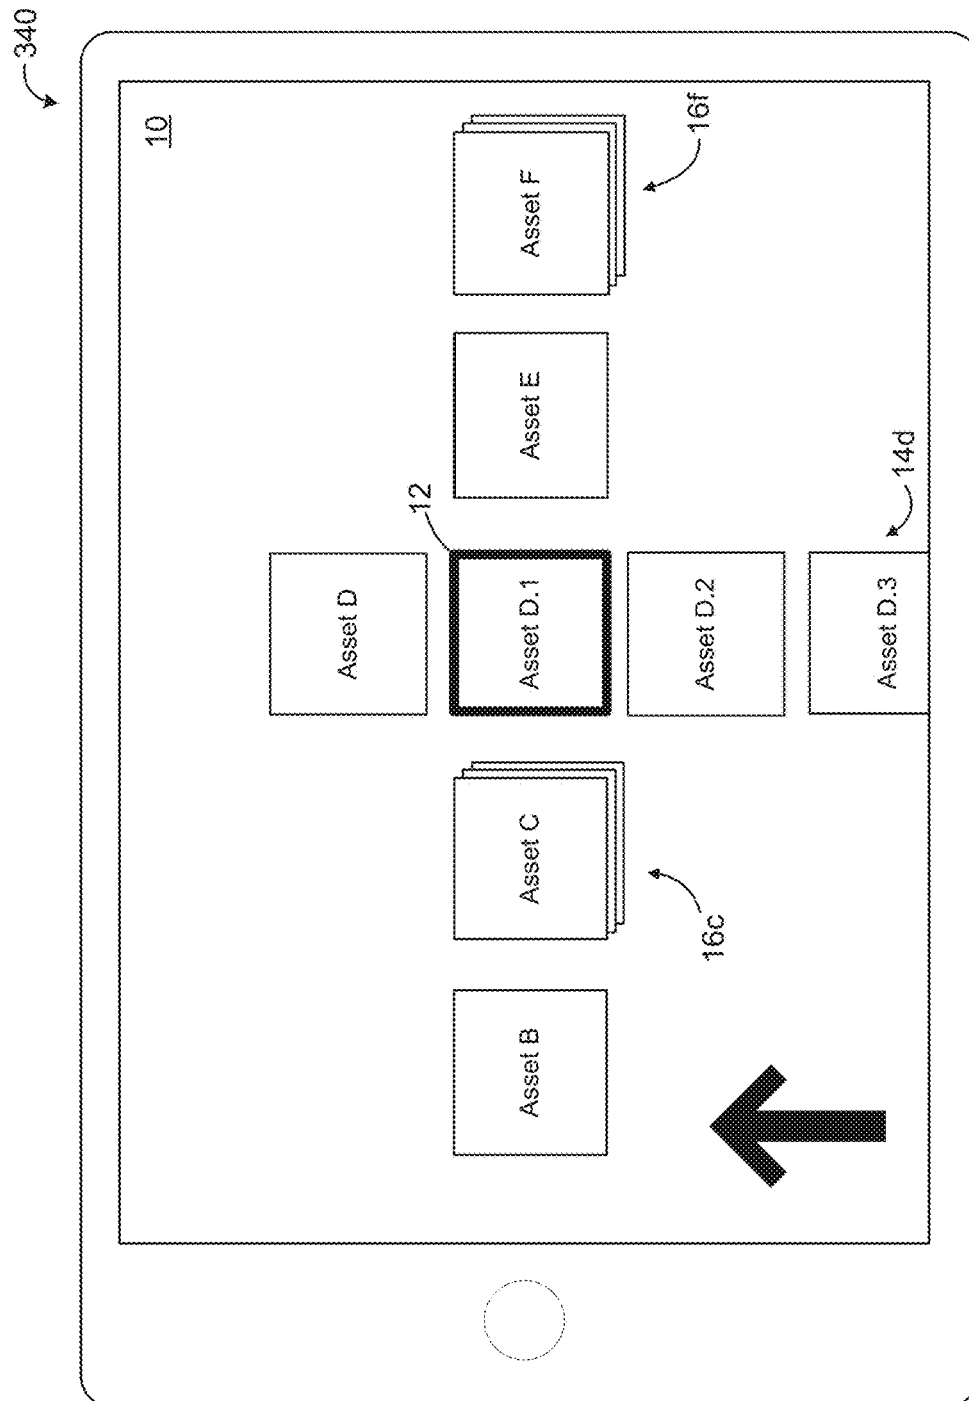 340
10
Asset B
Asset C
16c
Asset D
12
Asset D.1
Asset D.2
Asset D.3
14d
Asset E
Asset F
16f